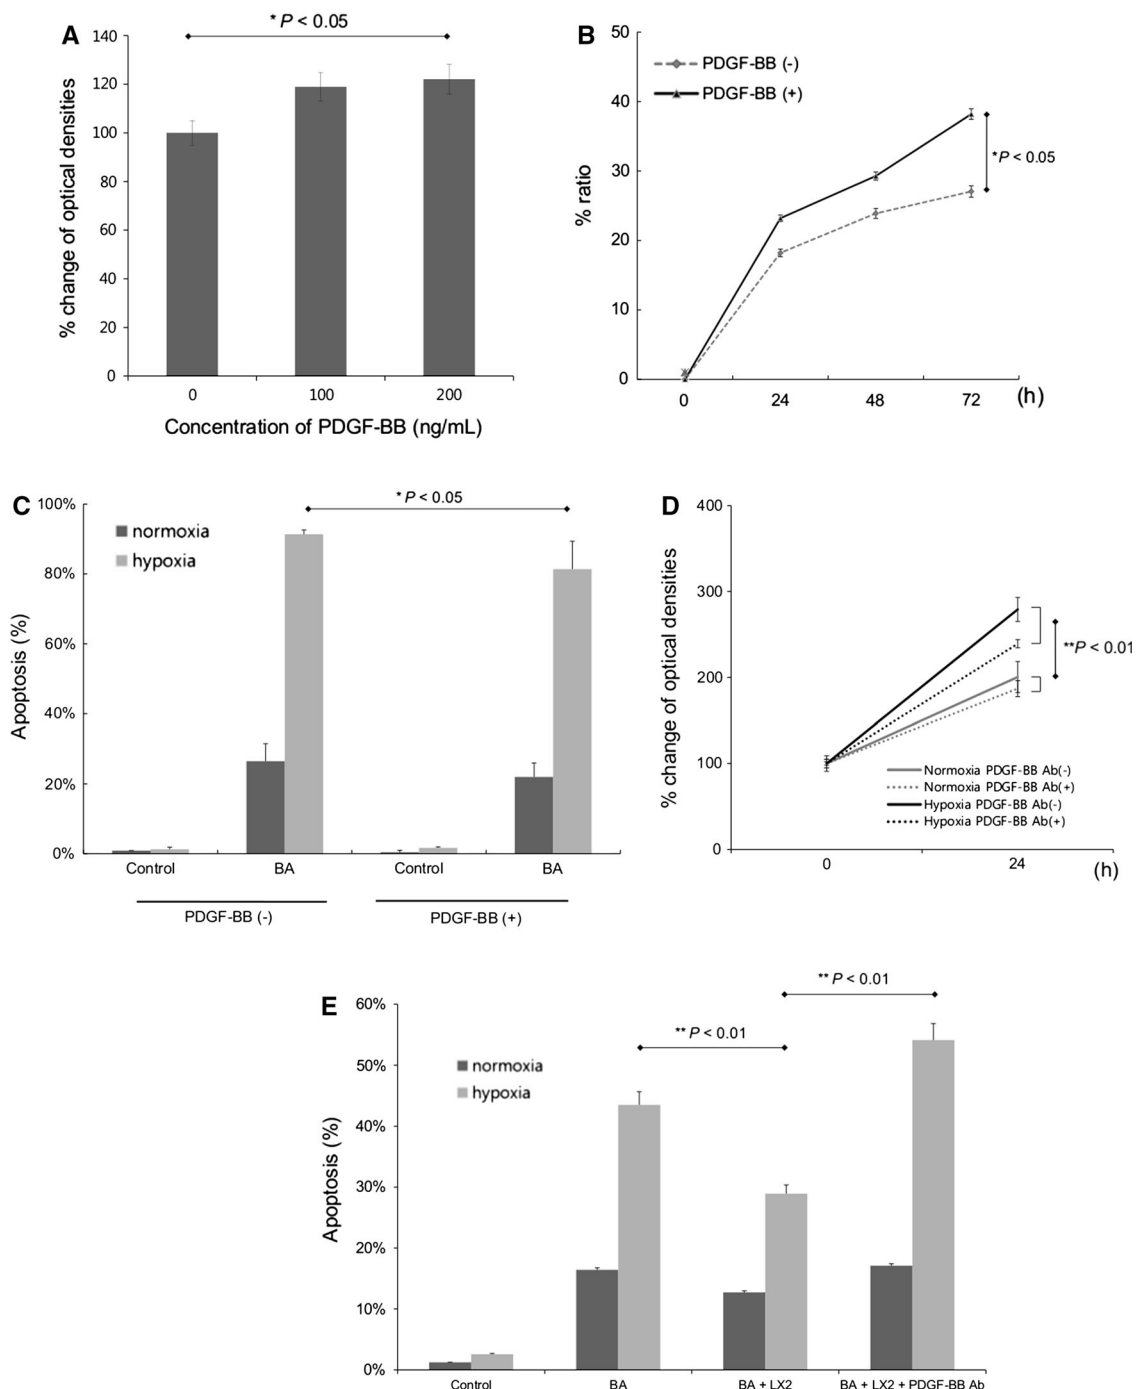 A
* P < 0.05
% change of optical densities
140
120
100
80
60
40
20
0
0 100 200
Concentration of PDGF-BB (ng/mL)
B
% ratio
50
40
30
20
10
0
PDGF-BB (-)
PDGF-BB (+)
*P < 0.05
0 24 48 72 (h)
C
Apoptosis (%)
100%
80%
60%
40%
20%
0%
normoxia
hypoxia
* P < 0.05
Control BA Control BA
PDGF-BB (-) PDGF-BB (+)
D
% change of optical densities
400
300
200
100
0
**P < 0.01
Normoxia PDGF-BB Ab(-)
Normoxia PDGF-BB Ab(+)
Hypoxia PDGF-BB Ab(-)
Hypoxia PDGF-BB Ab(+)
0 24 (h)
E
Apoptosis (%)
60%
50%
40%
30%
20%
10%
0%
normoxia
hypoxia
** P < 0.01
** P < 0.01
Control BA BA + LX2 BA + LX2 + PDGF-BB Ab